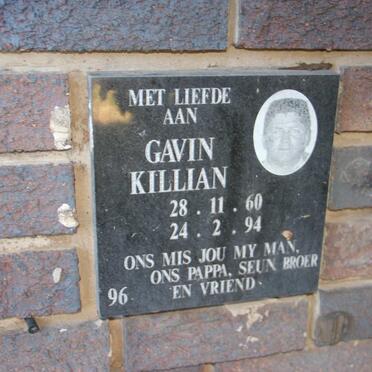 MET LIEFDE
AAN
GAVIN
KILLIAN
28 . 11 . 60
24 . 2 . 94
ONS MIS JOU MY MAN,
ONS PAPPA, SEUN, BROER
EN VRIEND
96